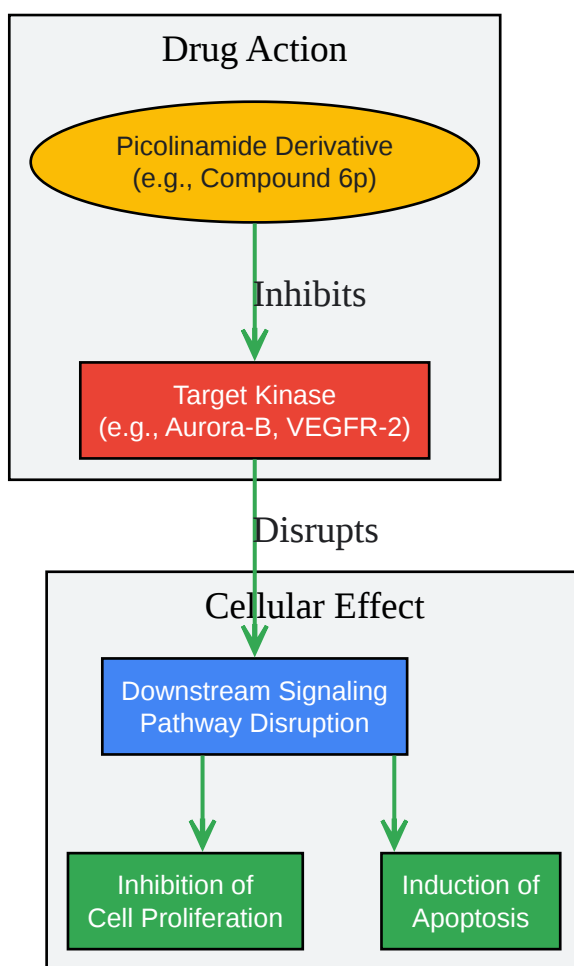 Drug Action
Picolinamide Derivative
(e.g., Compound 6p)
Inhibits
Target Kinase
(e.g., Aurora-B, VEGFR-2)
Disrupts
Cellular Effect
Downstream Signaling
Pathway Disruption
Inhibition of
Cell Proliferation
Induction of
Apoptosis